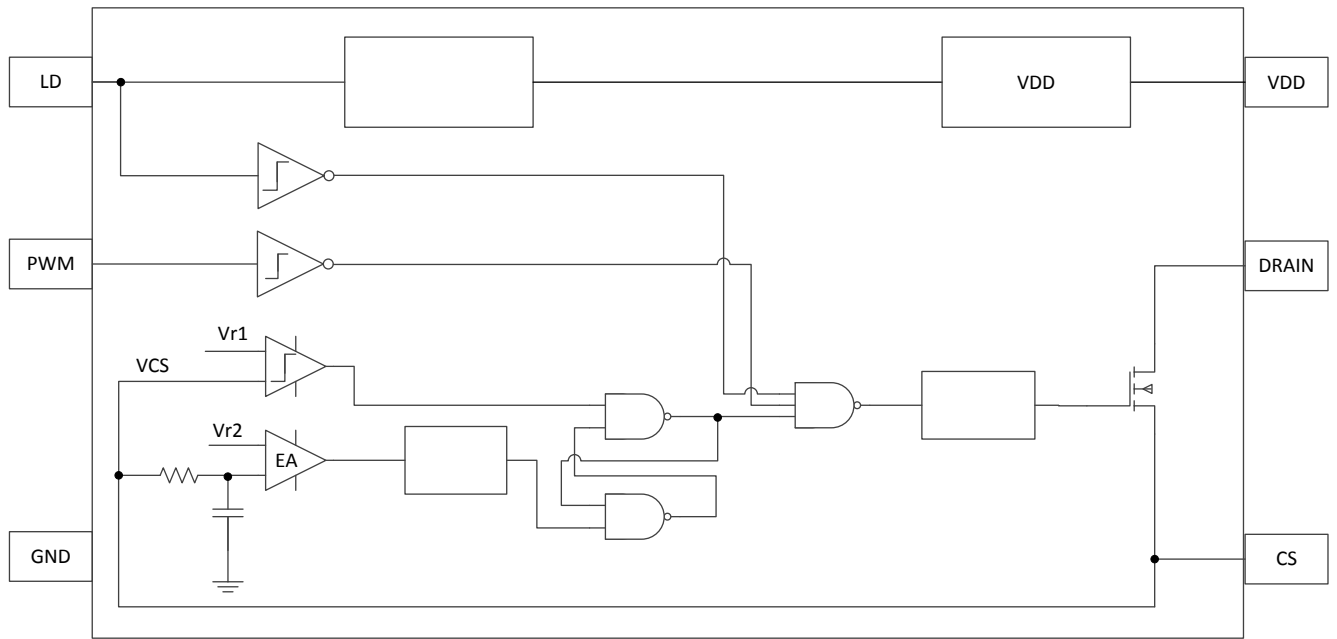 LD
VDD
VDD
PWM
DRAIN
Vr1
VCS
Vr2
EA
GND
CS